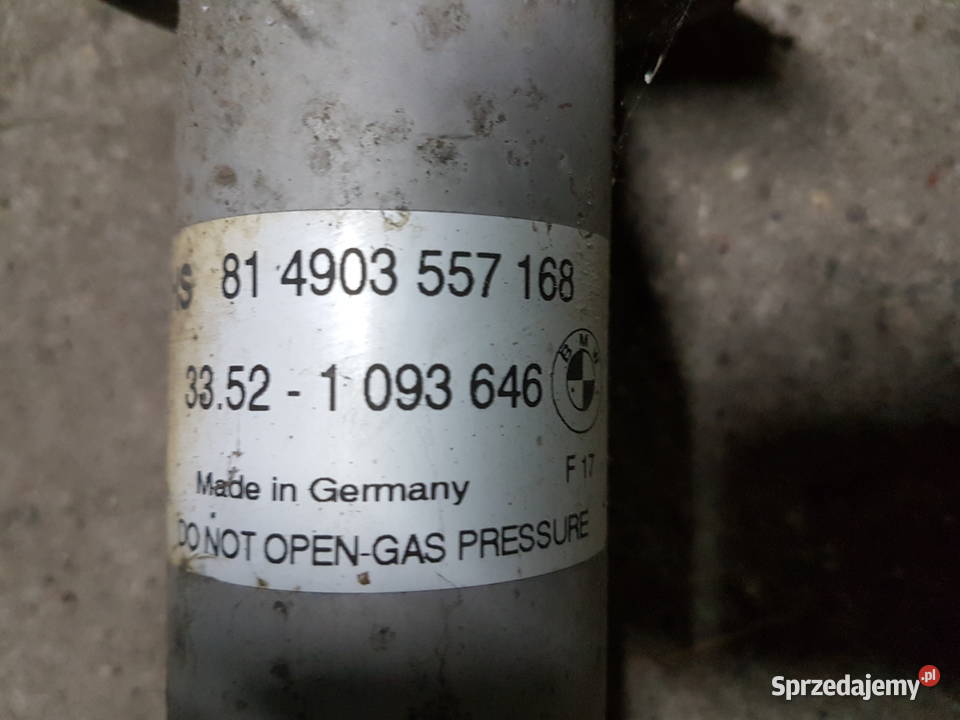 81 4903 557 168
33.52 - 1 093 646
BMW
F 17
Made in Germany
DO NOT OPEN-GAS PRESSURE
Sprzedajemy.pl